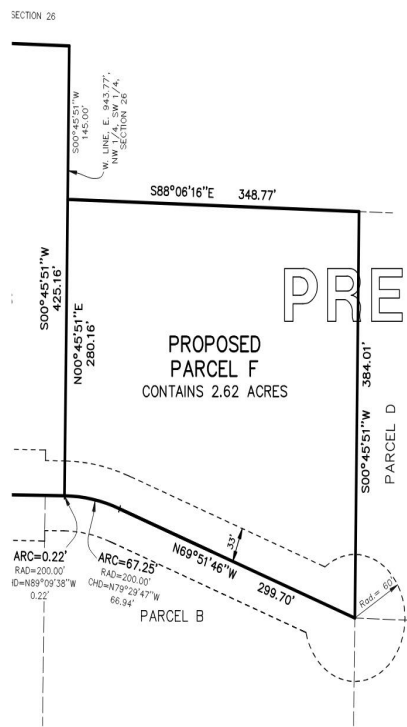 SECTION 26
S00°45'51"W
145.00'
W. LINE, E. 943.77',
NW 1/4, SW 1/4,
SECTION 26
S88°06'16"E 348.77'
S00°45'51"W
425.16'
N00°45'51"E
280.16'
PRE
PROPOSED
PARCEL F
CONTAINS 2.62 ACRES
S00°45'51"W 384.01'
PARCEL D
33'
N69°51'46"W
299.70'
Rad.= 60'
ARC=0.22'
RAD=200.00'
HD=N89°09'38"W
0.22'
ARC=67.25'
RAD=200.00'
CHD=N79°29'47"W
66.94'
PARCEL B